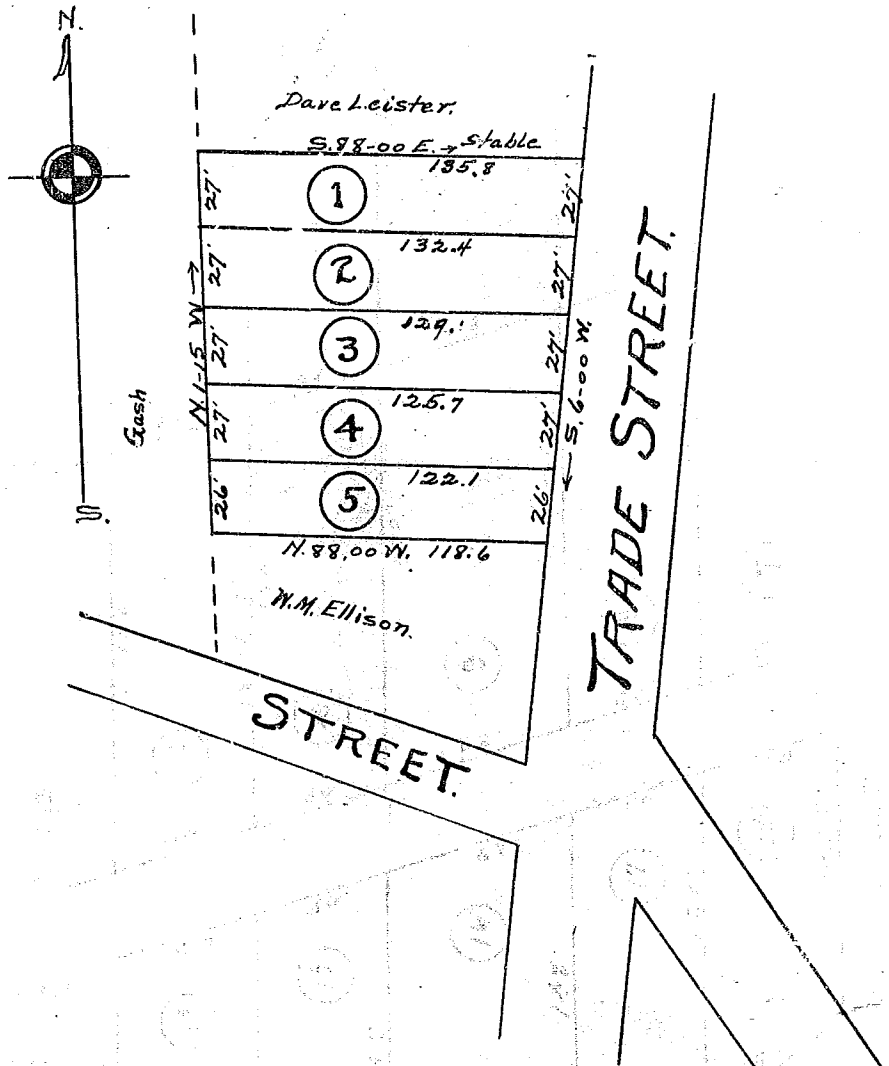 N.
Dave Leister.
S.88-00 E. → Stable
135.8
27'
1
27'
132.4
27'
2
27'
129.'
27'
3
27'
N.1-15 W →
125.7
27'
4
27'
← S.6-00 W.
122.1
26'
5
26'
N.88,00 W. 118.6
Gash
S.
W.M. Ellison.
TRADE STREET.
STREET.